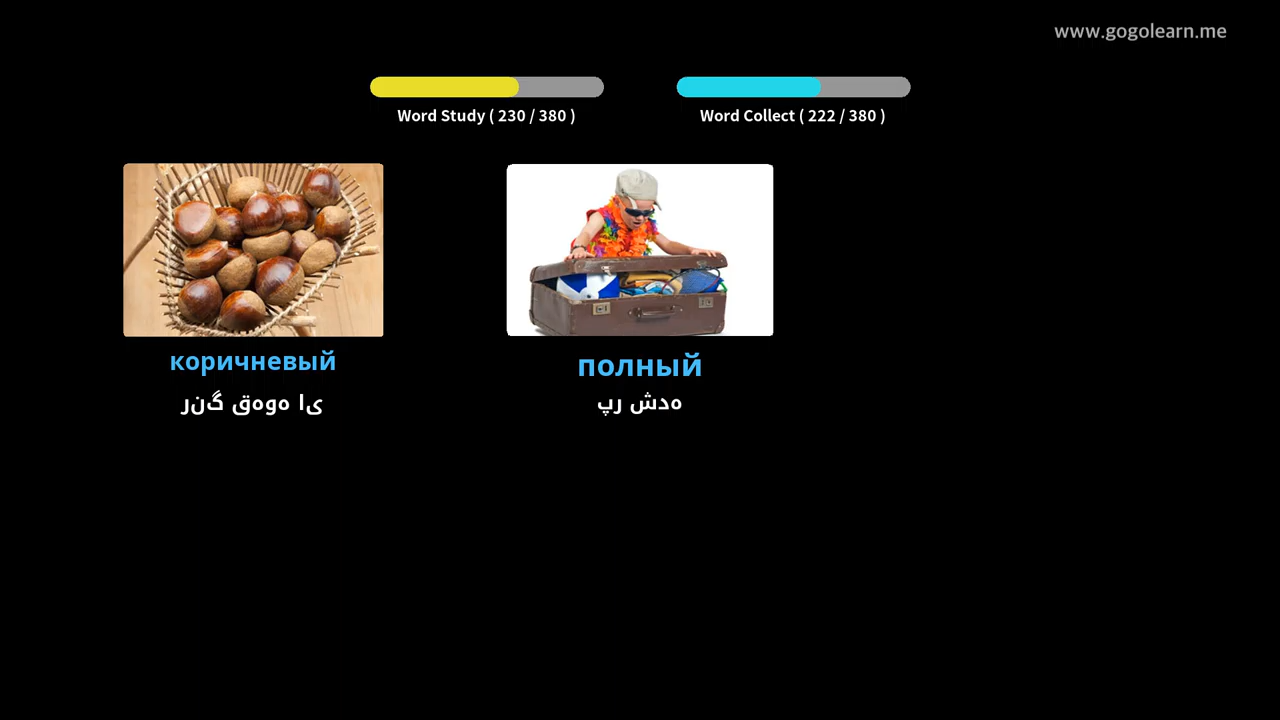 www.gogolearn.me
Word Study ( 230 / 380 )
Word Collect ( 222 / 380 )
коричневый
رنگ قهوه ای
полный
پر شده